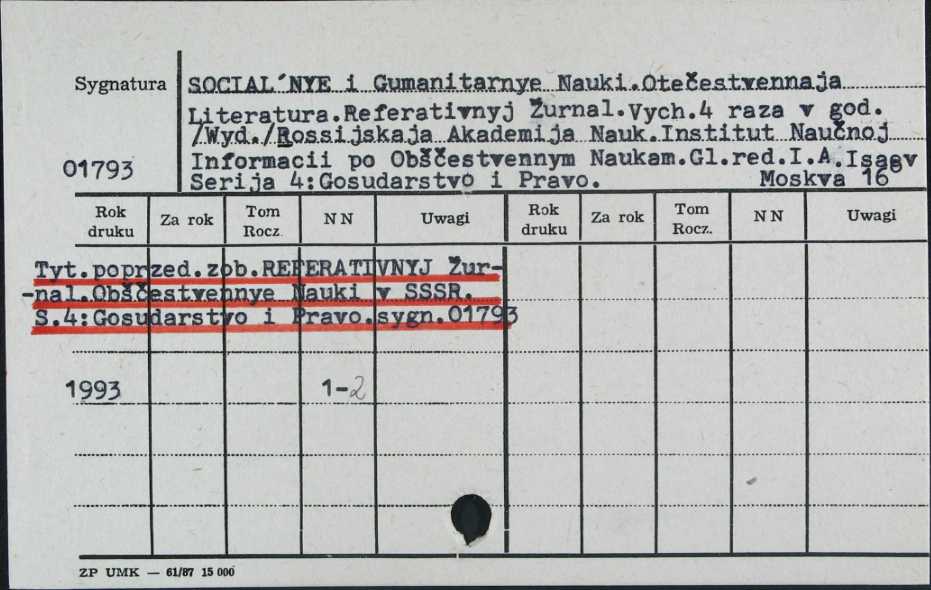 Sygnatura
SOCIAL´NYE i Gumanitarnye Nauki.Otečestvennaja
Literatura.Referativnyj Žurnal.Vych.4 raza v god.
/Wyd./Rossijskaja Akademija Nauk.Institut Naučnoj
01793
Informacii po Obščestvennym Naukam.Gl.red.I.A.Isaev
Serija 4:Gosudarstvo i Pravo. Moskva 16°
Rok druku Za rok Tom Rocz. N N Uwagi Rok druku Za rok Tom Rocz. N N Uwagi
Tyt.poprzed.zob.REFERATIVNYJ Žur-
-nal.Obščestvennye Nauki v SSSR.
S.4:Gosudarstvo i Pravo.sygn.01793
1993 1-2
ZP UMK — 61/87 15 000